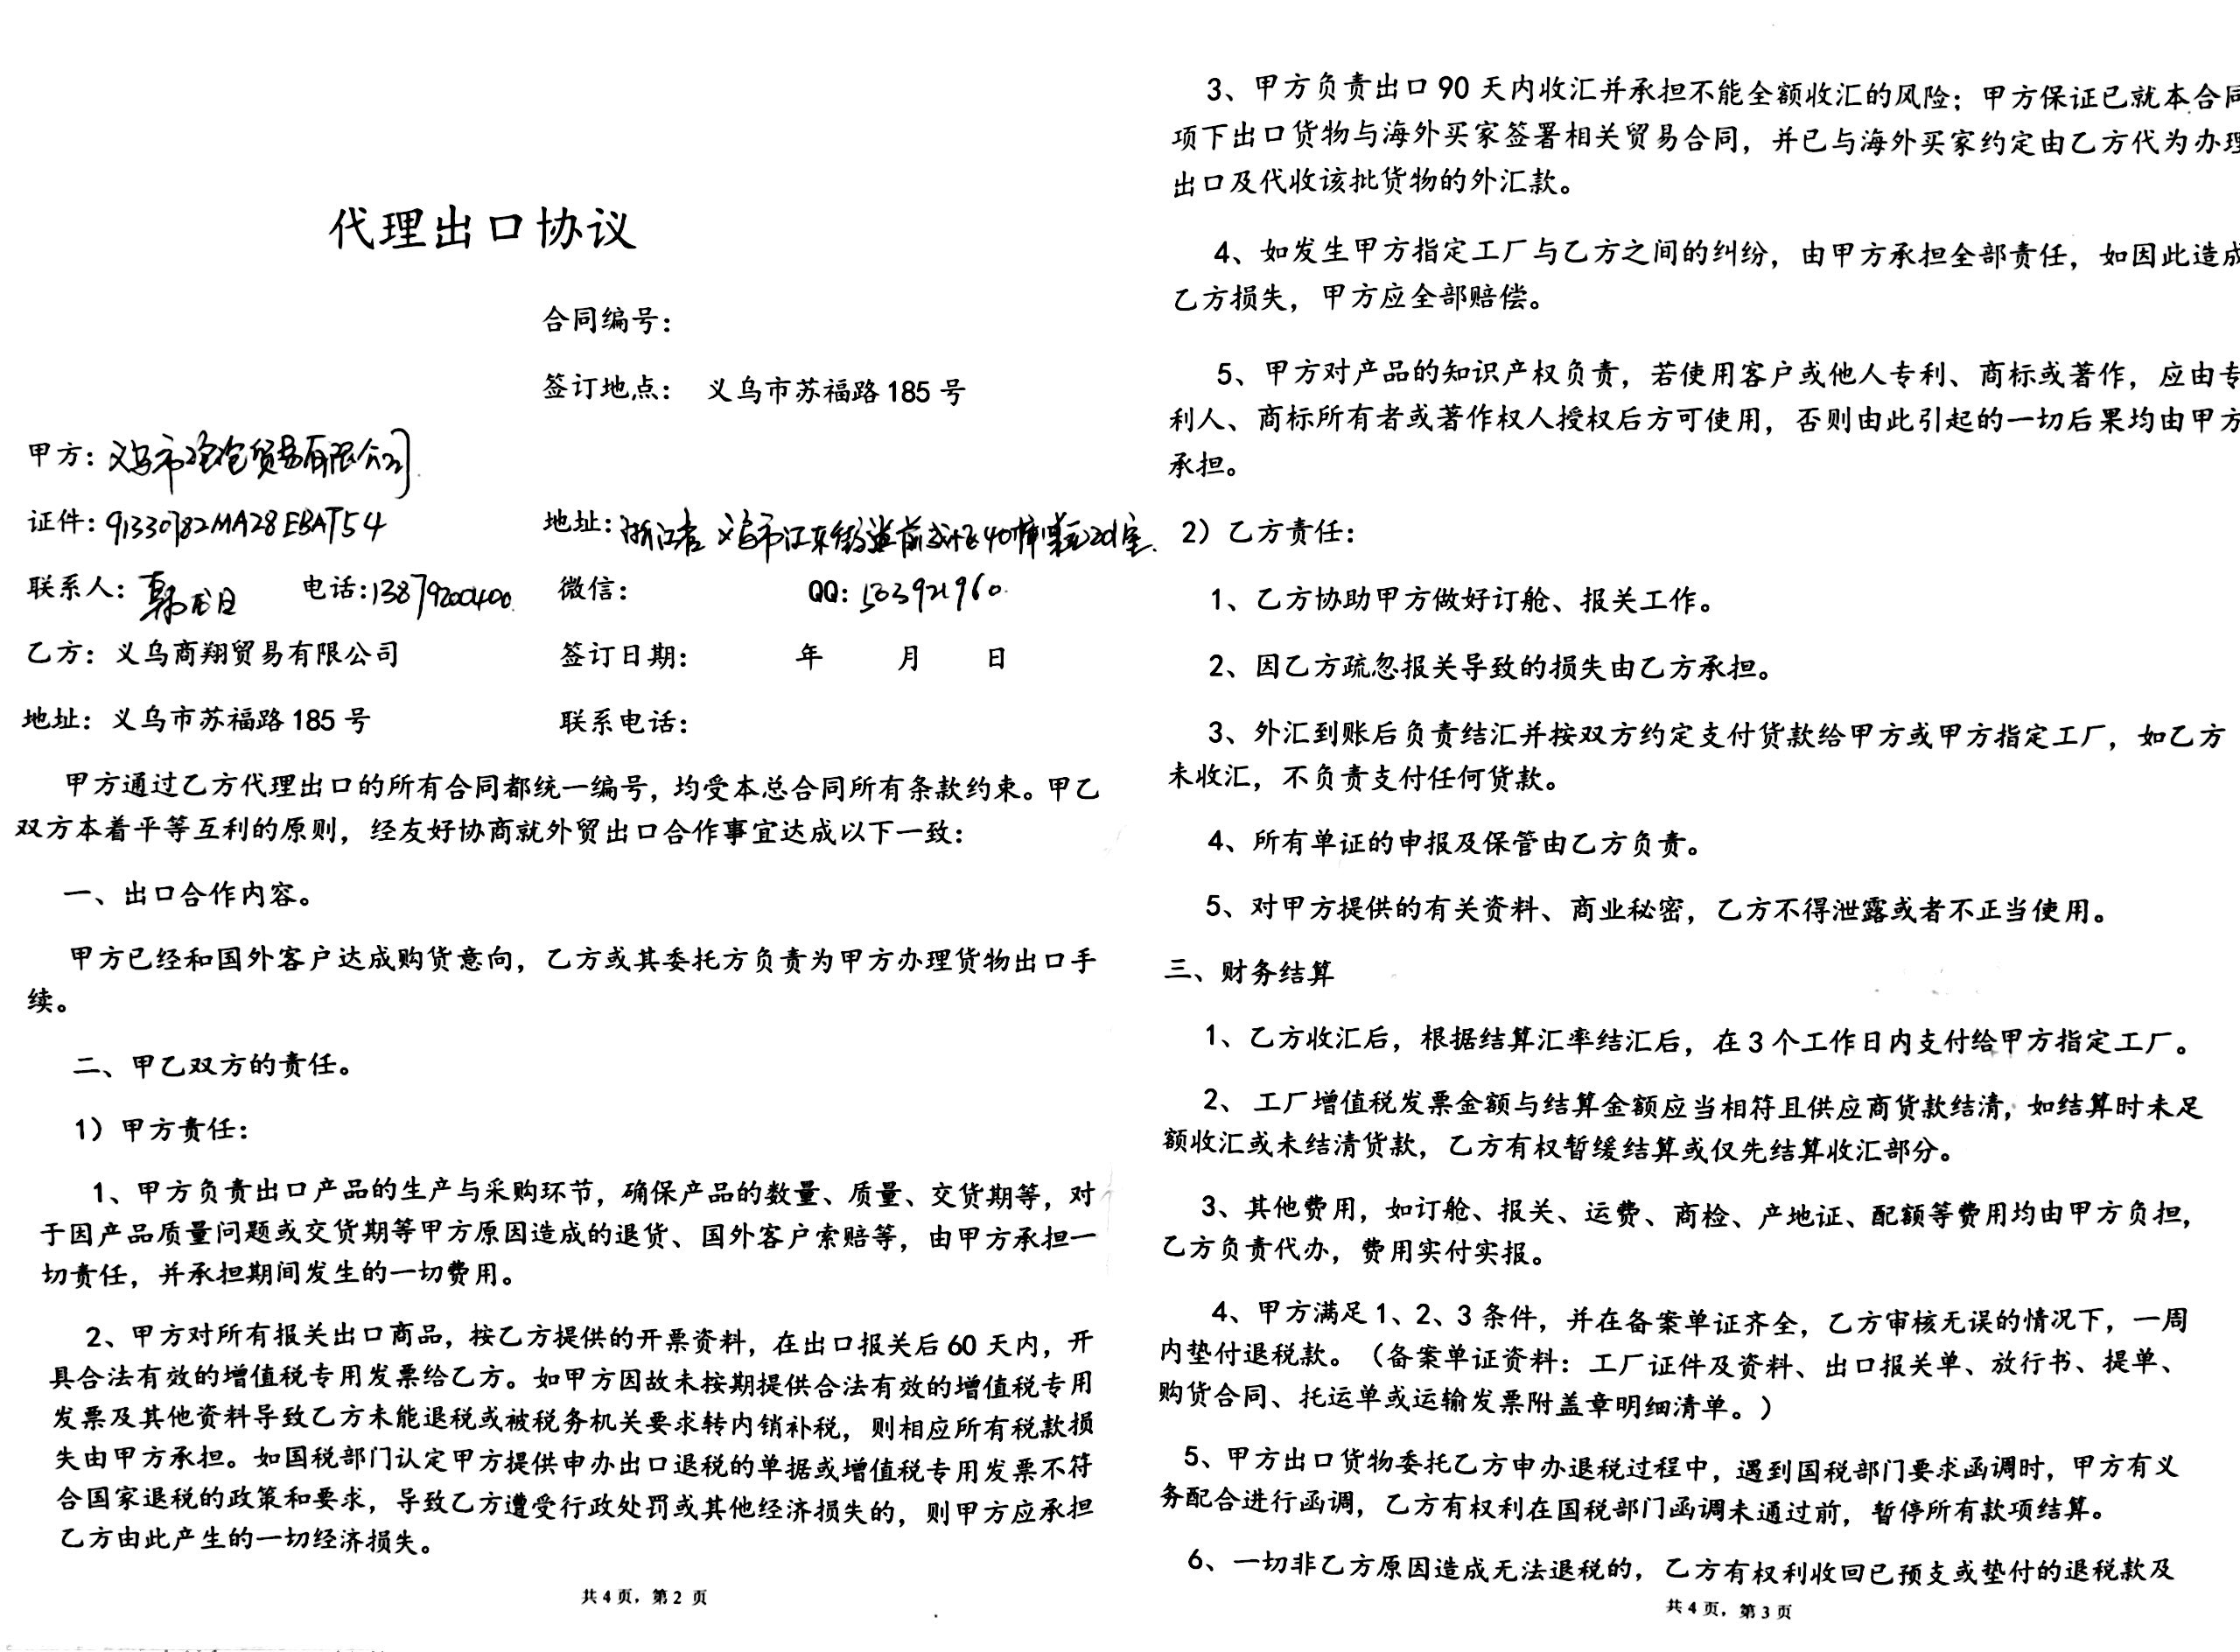 代理出口协议
合同编号：
签订地点： 义乌市苏福路 185 号
甲方：义乌市 贸易有限公司
证件：91330782MA28EBAT54 地址：浙江省 义乌市江东街道前成小区40幢 单元201室
联系人：韩 电话：13879200400 微信： QQ：503921960
乙方：义乌商翔贸易有限公司 签订日期： 年 月 日
地址：义乌市苏福路 185 号 联系电话：
甲方通过乙方代理出口的所有合同都统一编号，均受本总合同所有条款约束。甲乙
双方本着平等互利的原则，经友好协商就外贸出口合作事宜达成以下一致：
一、出口合作内容。
甲方已经和国外客户达成购货意向，乙方或其委托方负责为甲方办理货物出口手
续。
二、甲乙双方的责任。
1）甲方责任：
1、甲方负责出口产品的生产与采购环节，确保产品的数量、质量、交货期等，对
于因产品质量问题或交货期等甲方原因造成的退货、国外客户索赔等，由甲方承担一
切责任，并承担期间发生的一切费用。
2、甲方对所有报关出口商品，按乙方提供的开票资料，在出口报关后 60 天内，开
具合法有效的增值税专用发票给乙方。如甲方因故未按期提供合法有效的增值税专用
发票及其他资料导致乙方未能退税或被税务机关要求转内销补税，则相应所有税款损
失由甲方承担。如国税部门认定甲方提供申办出口退税的单据或增值税专用发票不符
合国家退税的政策和要求，导致乙方遭受行政处罚或其他经济损失的，则甲方应承担
乙方由此产生的一切经济损失。
共 4 页，第 2 页
3、甲方负责出口 90 天内收汇并承担不能全额收汇的风险；甲方保证已就本合同
项下出口货物与海外买家签署相关贸易合同，并已与海外买家约定由乙方代为办理
出口及代收该批货物的外汇款。
4、如发生甲方指定工厂与乙方之间的纠纷，由甲方承担全部责任，如因此造成
乙方损失，甲方应全部赔偿。
5、甲方对产品的知识产权负责，若使用客户或他人专利、商标或著作，应由专
利人、商标所有者或著作权人授权后方可使用，否则由此引起的一切后果均由甲方
承担。
2）乙方责任：
1、乙方协助甲方做好订舱、报关工作。
2、因乙方疏忽报关导致的损失由乙方承担。
3、外汇到账后负责结汇并按双方约定支付货款给甲方或甲方指定工厂，如乙方
未收汇，不负责支付任何货款。
4、所有单证的申报及保管由乙方负责。
5、对甲方提供的有关资料、商业秘密，乙方不得泄露或者不正当使用。
三、财务结算
1、乙方收汇后，根据结算汇率结汇后，在 3 个工作日内支付给甲方指定工厂。
2、工厂增值税发票金额与结算金额应当相符且供应商货款结清，如结算时未足
额收汇或未结清货款，乙方有权暂缓结算或仅先结算收汇部分。
3、其他费用，如订舱、报关、运费、商检、产地证、配额等费用均由甲方负担，
乙方负责代办，费用实付实报。
4、甲方满足 1、2、3 条件，并在备案单证齐全，乙方审核无误的情况下，一周
内垫付退税款。（备案单证资料：工厂证件及资料、出口报关单、放行书、提单、
购货合同、托运单或运输发票附盖章明细清单。）
5、甲方出口货物委托乙方申办退税过程中，遇到国税部门要求函调时，甲方有义
务配合进行函调，乙方有权利在国税部门函调未通过前，暂停所有款项结算。
6、一切非乙方原因造成无法退税的，乙方有权利收回已预支或垫付的退税款及
共 4 页，第 3 页